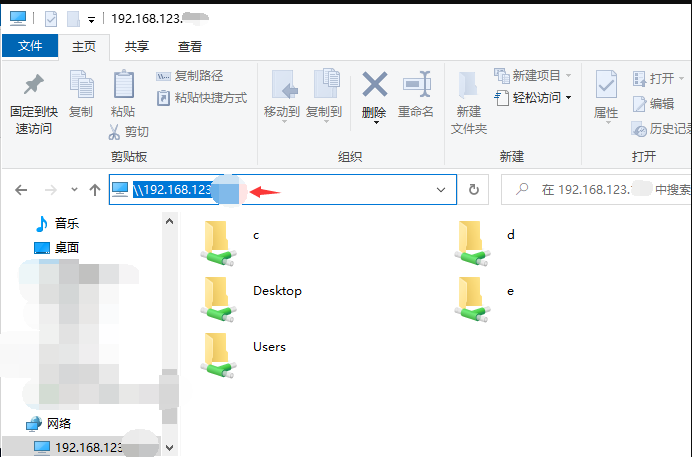 192.168.123.
文件 主页 共享 查看
固定到快速访问
复制
粘贴
复制路径
粘贴快捷方式
剪切
剪贴板
移动到
复制到
删除
重命名
组织
新建文件夹
新建项目
轻松访问
新建
属性
打开
编辑
历史记录
打开
\\192.168.123
在 192.168.123. 中搜索
音乐
桌面
网络
192.168.123
c
d
Desktop
e
Users